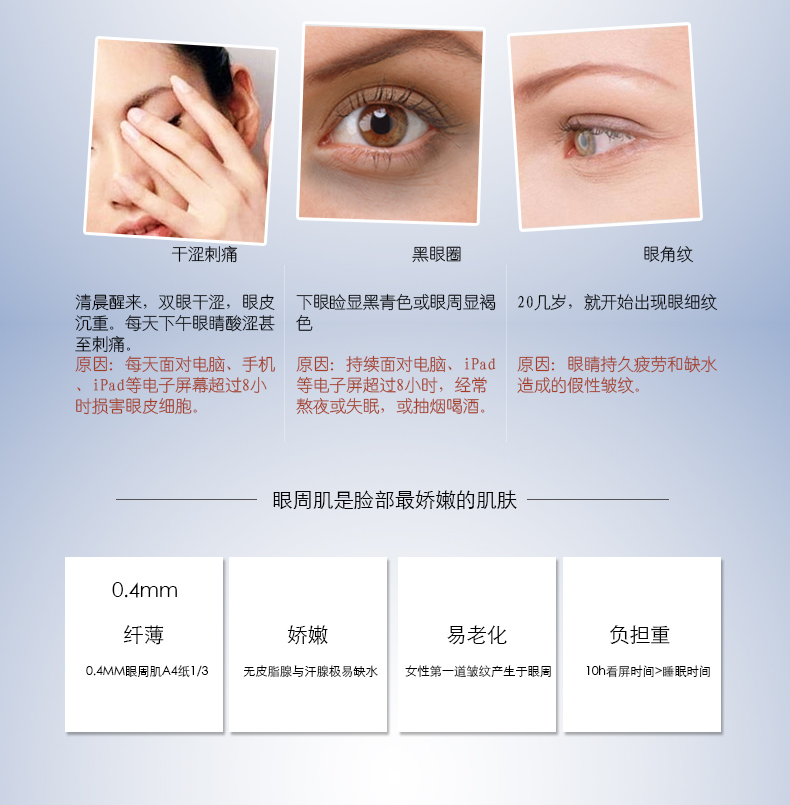 干涩刺痛
清晨醒来，双眼干涩，眼皮
沉重。每天下午眼睛酸涩甚
至刺痛。
原因：每天面对电脑、手机
、iPad等电子屏幕超过8小
时损害眼皮细胞。
黑眼圈
下眼睑显黑青色或眼周显褐
色
原因：持续面对电脑、iPad
等电子屏超过8小时，经常
熬夜或失眠，或抽烟喝酒。
眼角纹
20几岁，就开始出现眼细纹
原因：眼睛持久疲劳和缺水
造成的假性皱纹。
眼周肌是脸部最娇嫩的肌肤
0.4mm
纤薄
0.4MM眼周肌A4纸1/3
娇嫩
无皮脂腺与汗腺极易缺水
易老化
女性第一道皱纹产生于眼周
负担重
10h看屏时间>睡眠时间